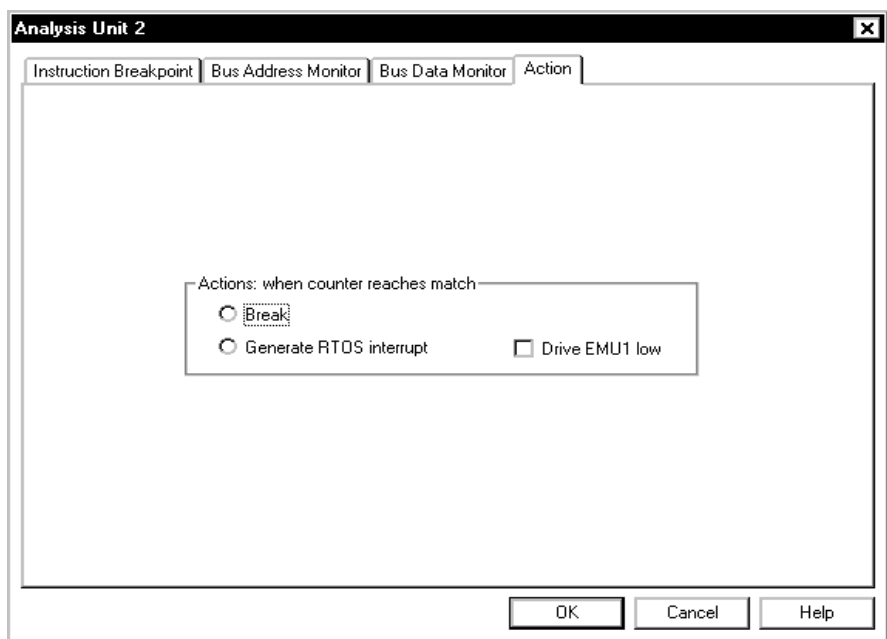 Analysis Unit 2
Instruction Breakpoint Bus Address Monitor Bus Data Monitor Action
Actions: when counter reaches match
Break
Generate RTOS interrupt Drive EMU1 low
OK Cancel Help